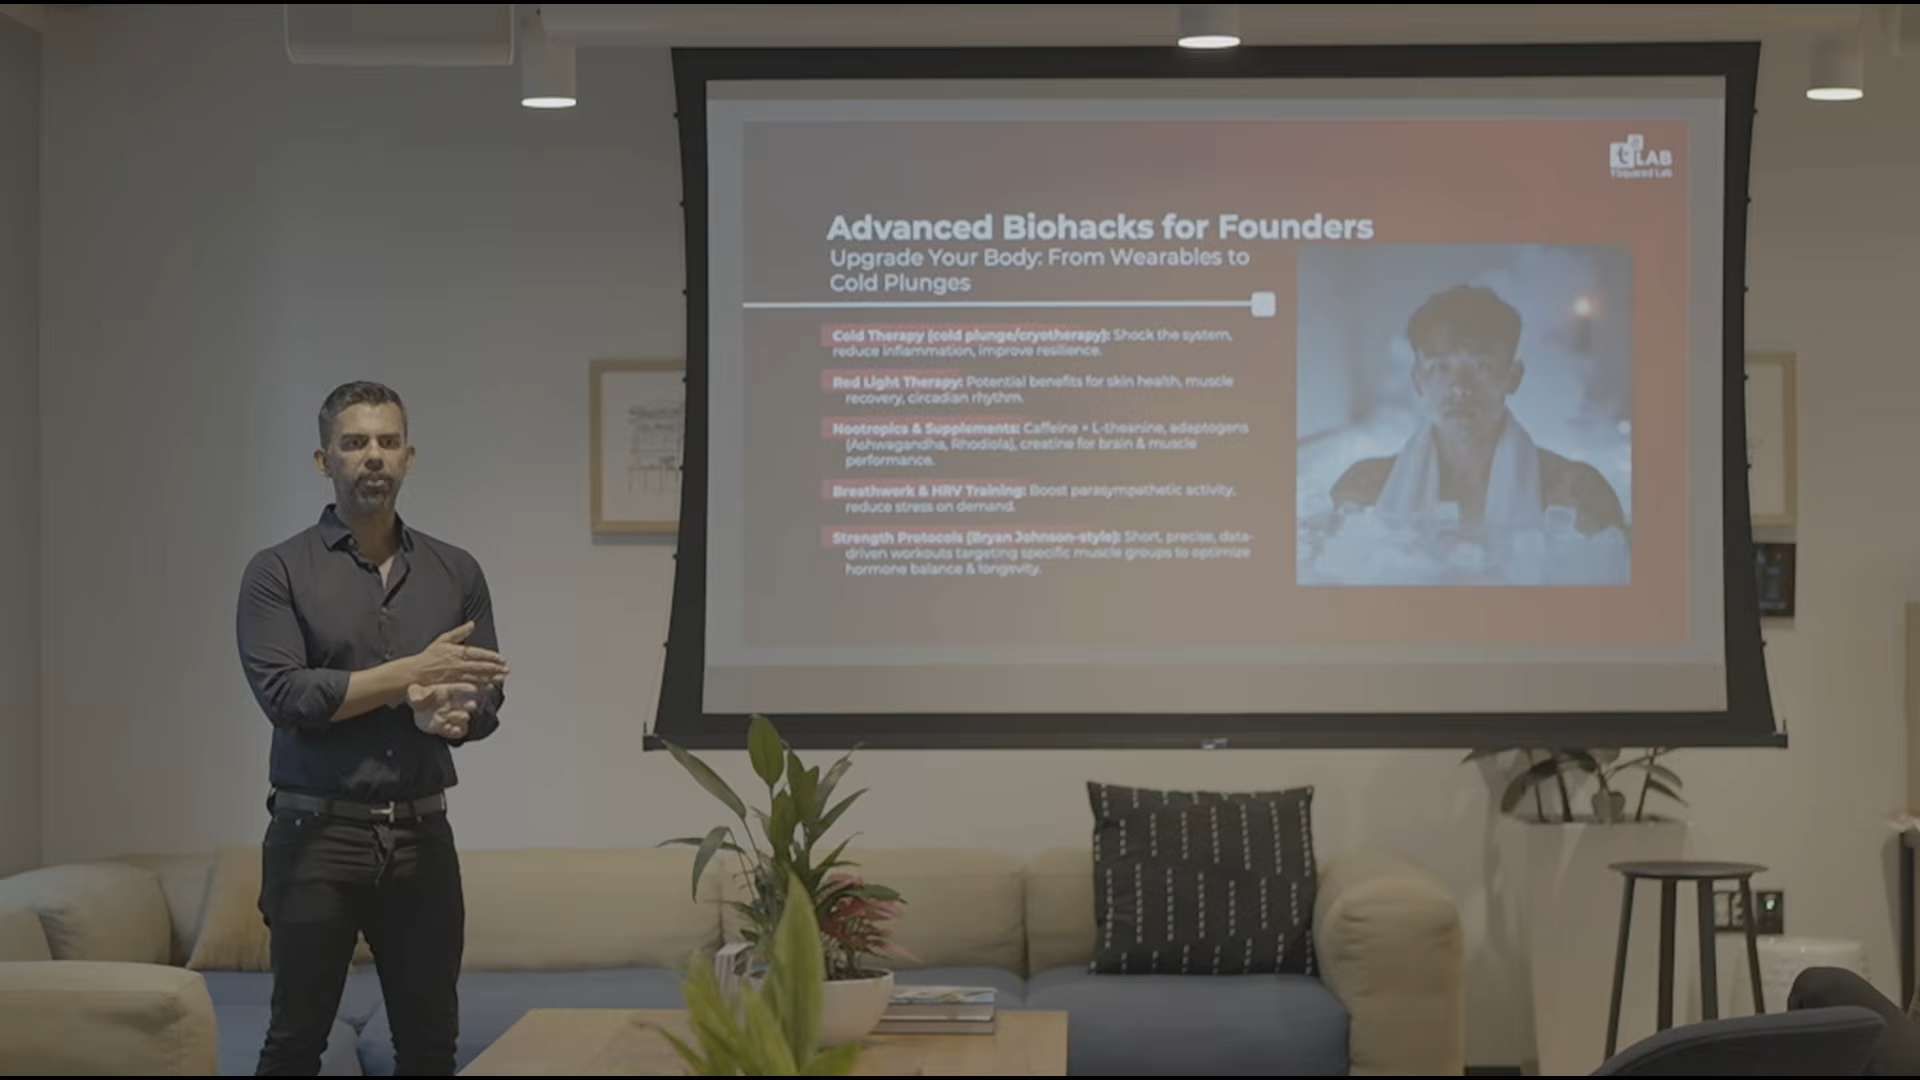 t2 LAB
TSquared Lab
Advanced Biohacks for Founders
Upgrade Your Body: From Wearables to
Cold Plunges
Cold Therapy (cold plunge/cryotherapy): Shock the system,
reduce inflammation, improve resilience.
Red Light Therapy: Potential benefits for skin health, muscle
recovery, circadian rhythm.
Nootropics & Supplements: Caffeine + L-theanine, adaptogens
(Ashwagandha, Rhodiola), creatine for brain & muscle
performance.
Breathwork & HRV Training: Boost parasympathetic activity,
reduce stress on demand.
Strength Protocols (Bryan Johnson-style): Short, precise, data-
driven workouts targeting specific muscle groups to optimize
hormone balance & longevity.